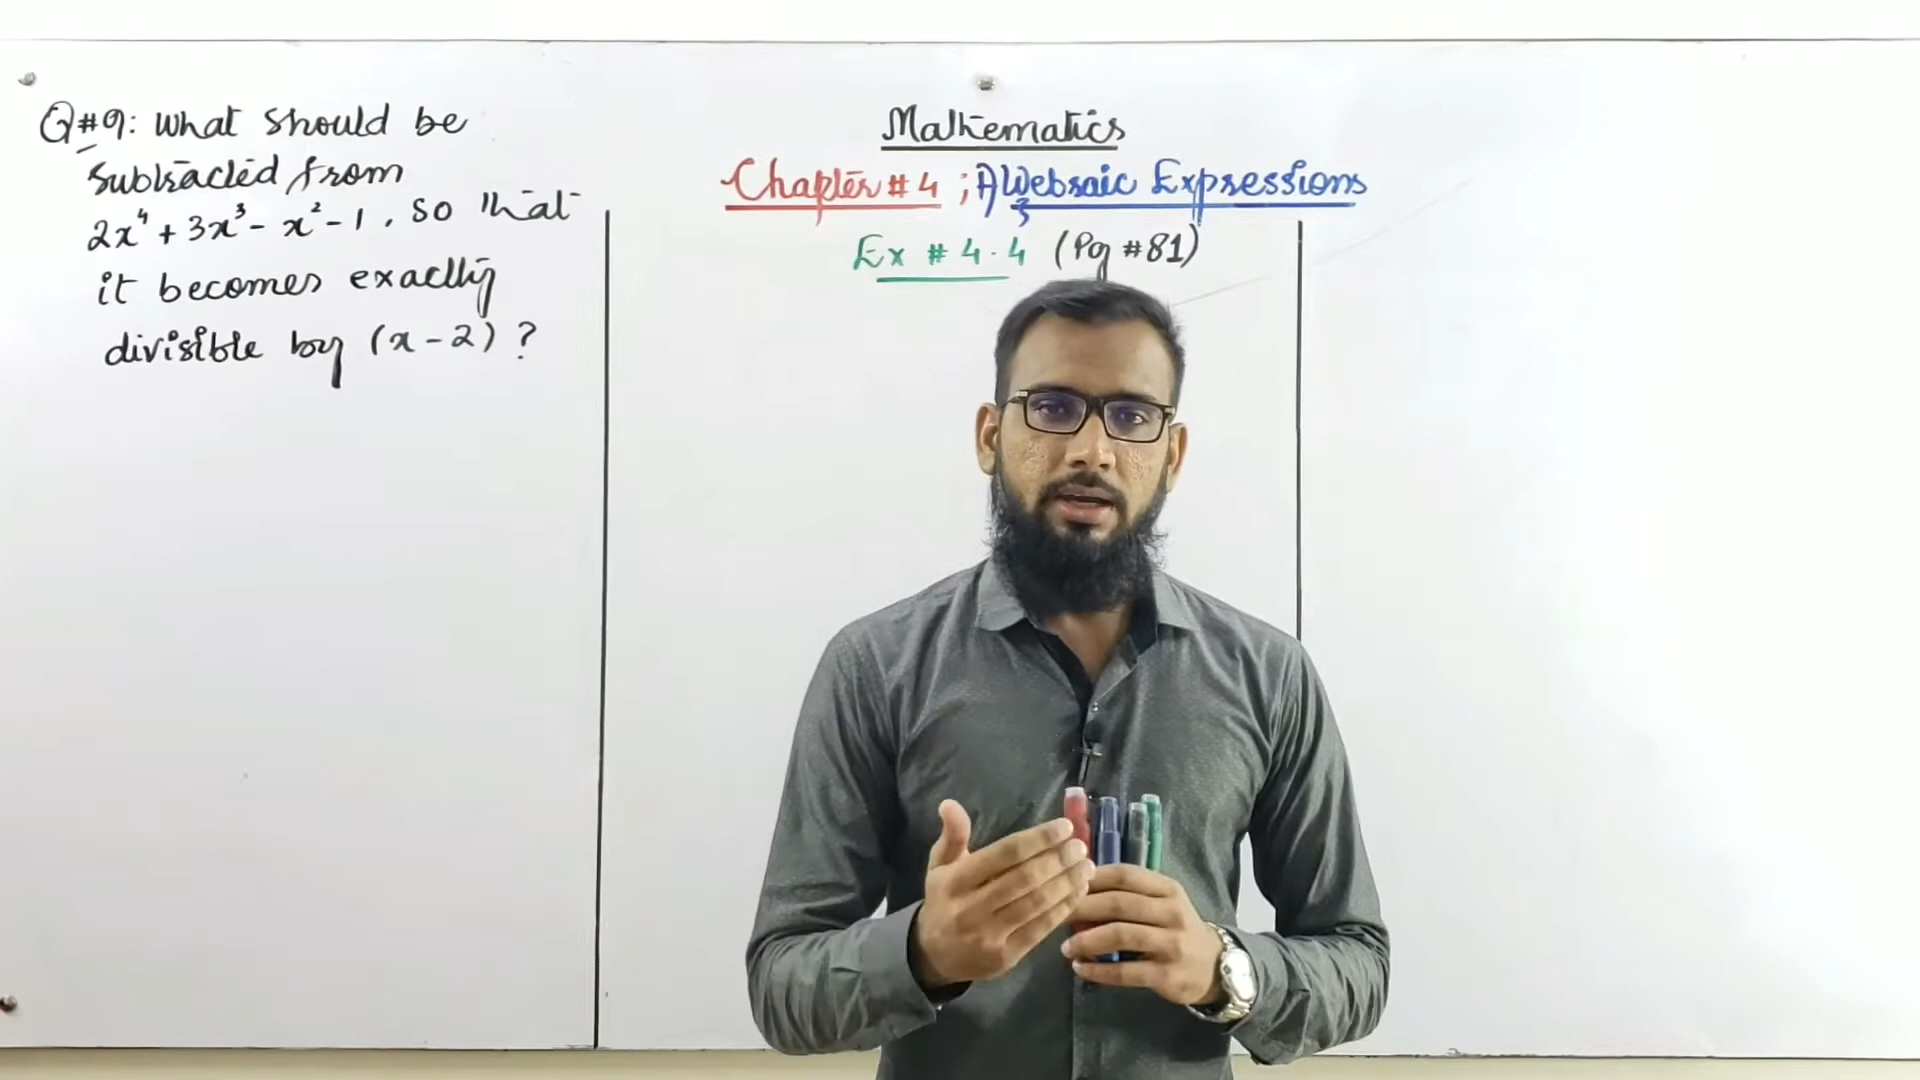 Q#9: What should be
subtracted from
2x⁴ + 3x³ - x² - 1, so that
it becomes exactly
divisible by (x - 2) ?
Mathematics
Chapter # 4 ; Algebraic Expressions
Ex # 4.4 (Pg #81)